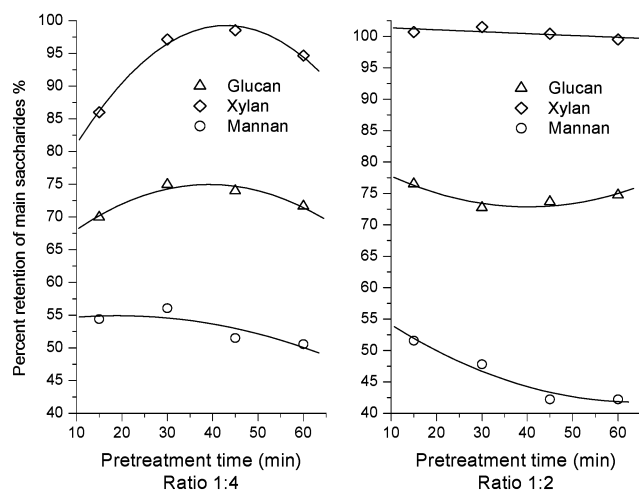 Percent retention of main saccharides %
100
95
90
85
80
75
70
65
60
55
50
45
40
10 20 30 40 50 60
Glucan
Xylan
Mannan
Pretreatment time (min)
Ratio 1:4
115
110
105
100
95
90
85
80
75
70
65
60
55
50
45
40
10 20 30 40 50 60
Glucan
Xylan
Mannan
Pretreatment time (min)
Ratio 1:2